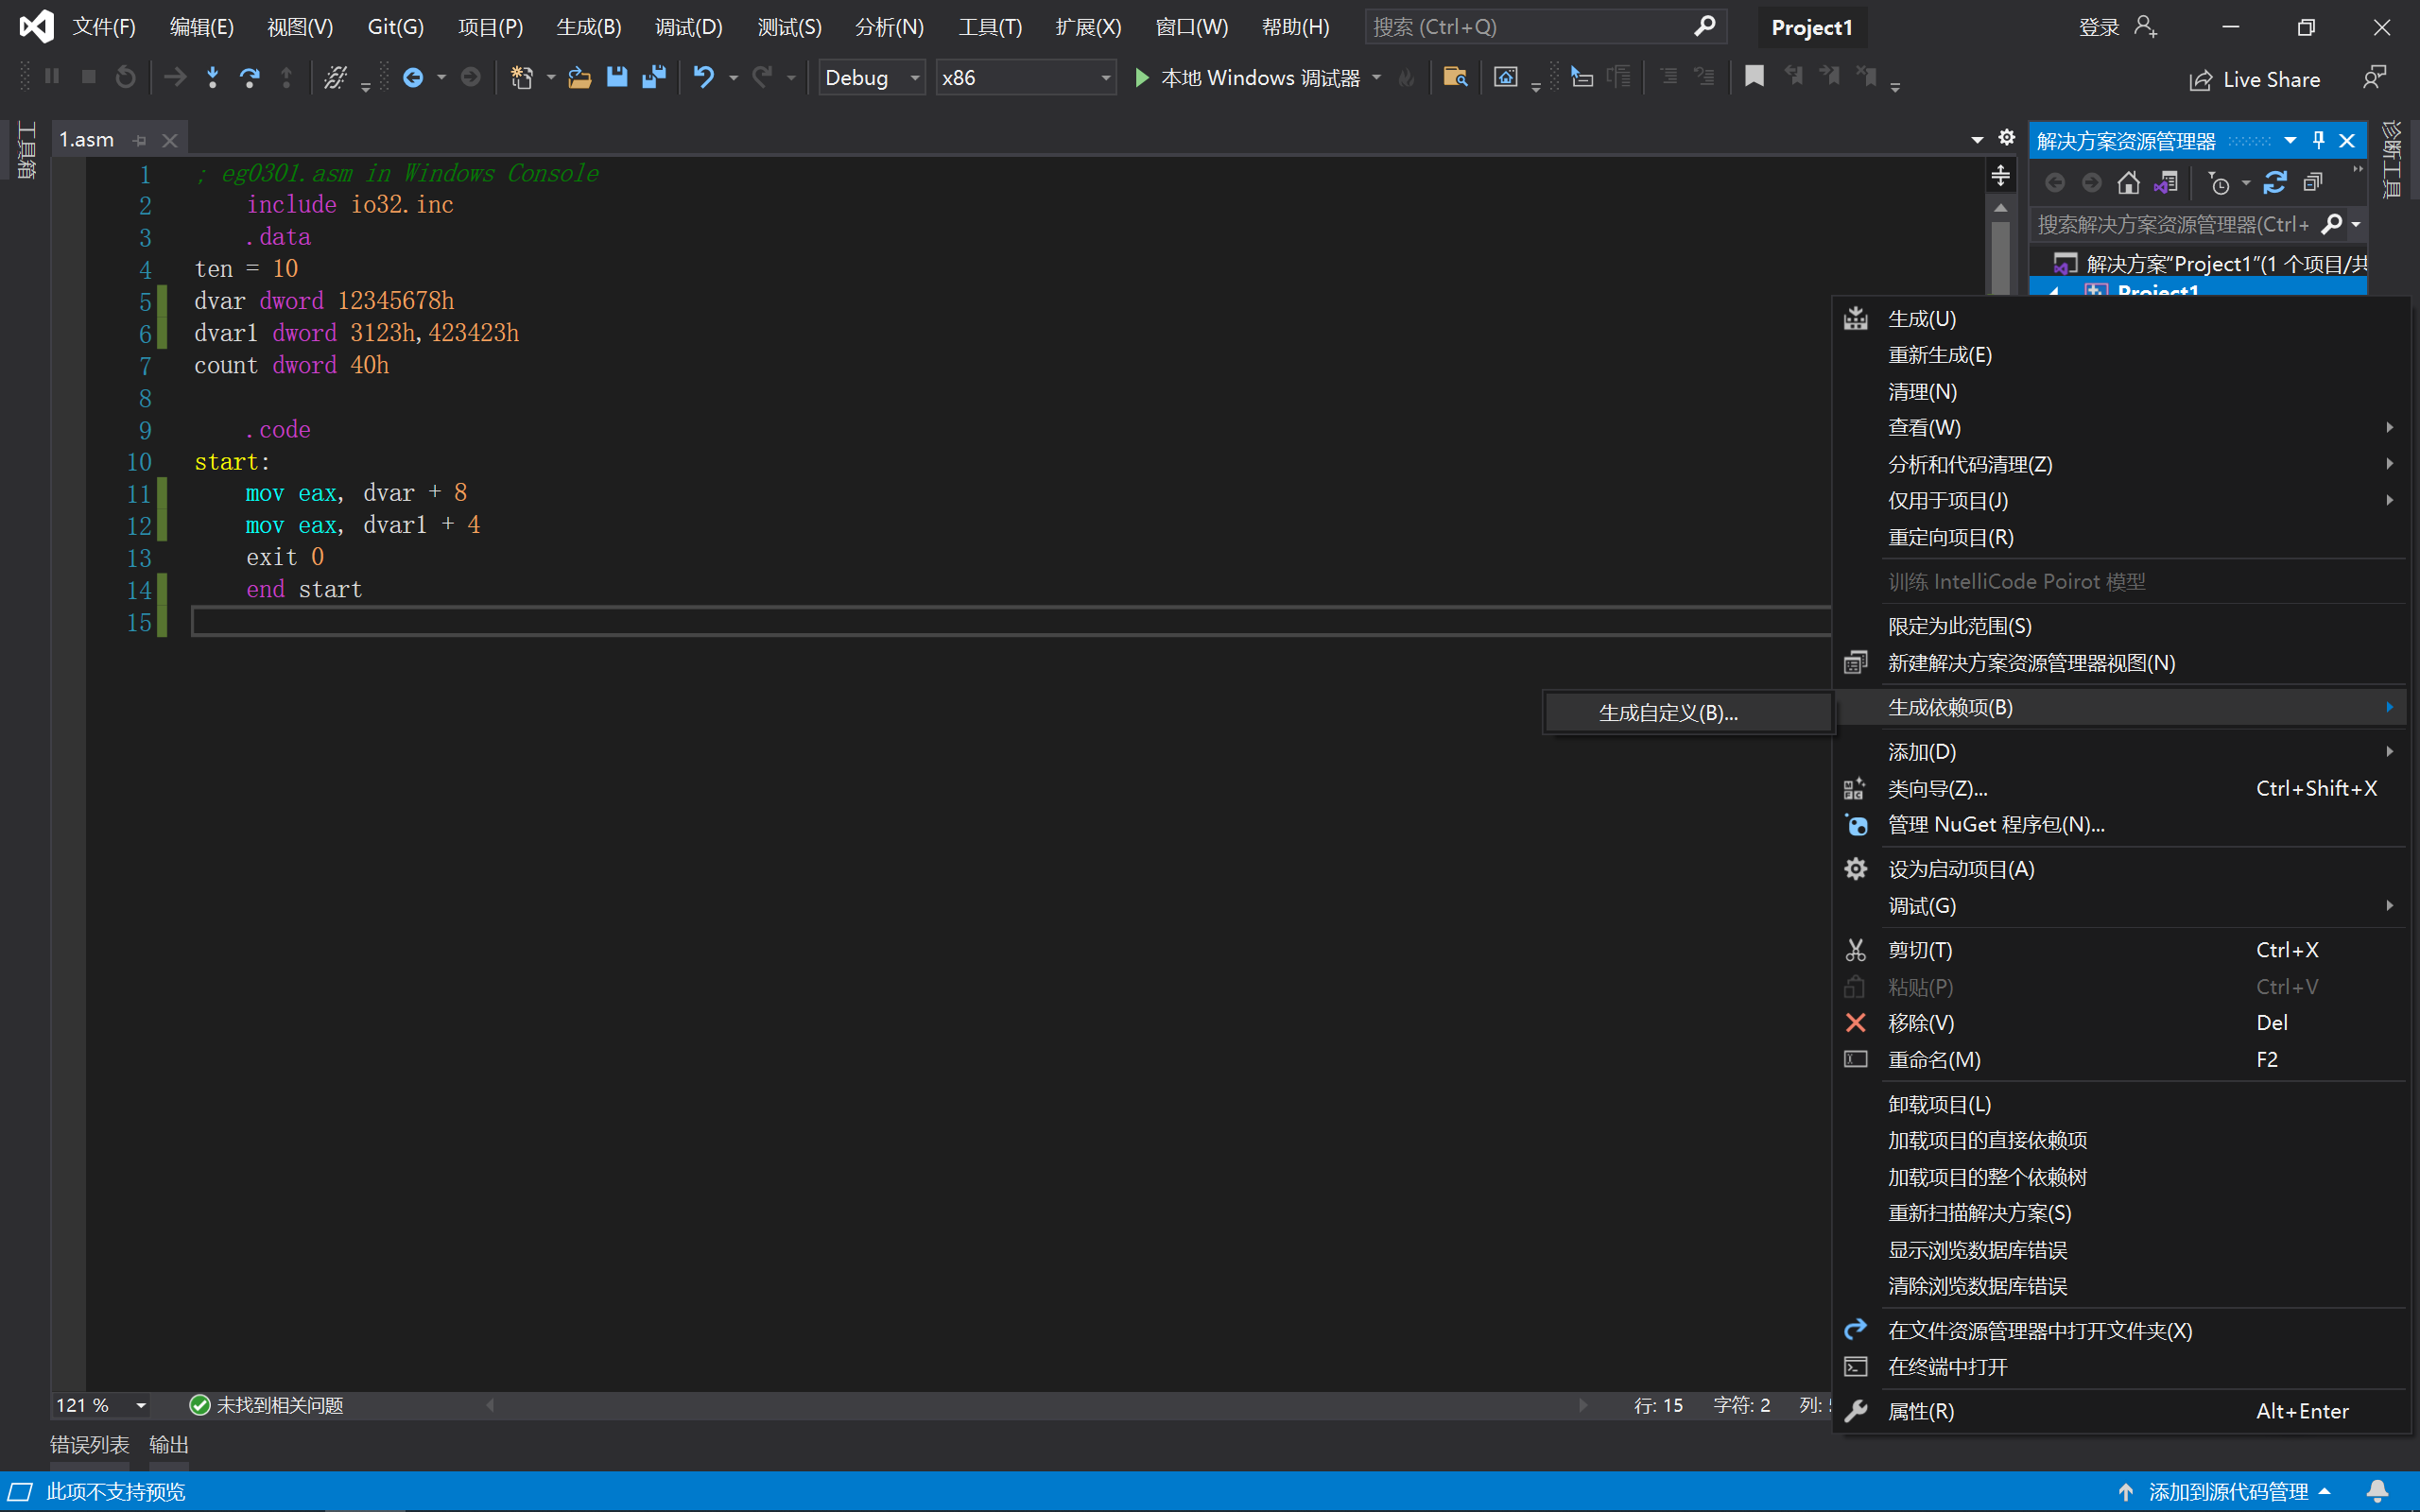 文件(F) 编辑(E) 视图(V) Git(G) 项目(P) 生成(B) 调试(D) 测试(S) 分析(N) 工具(T) 扩展(X) 窗口(W) 帮助(H) 搜索 (Ctrl+Q) Project1 登录
Debug x86 本地 Windows 调试器 Live Share
工具箱
1.asm
解决方案资源管理器
诊断工具
搜索解决方案资源管理器(Ctrl+
解决方案“Project1”(1 个项目/共
Project1
1 ; eg0301.asm in Windows Console
2 include io32.inc
3 .data
4 ten = 10
5 dvar dword 12345678h
6 dvar1 dword 3123h,423423h
7 count dword 40h
8
9 .code
10 start:
11 mov eax, dvar + 8
12 mov eax, dvar1 + 4
13 exit 0
14 end start
15
生成(U)
重新生成(E)
清理(N)
查看(W)
分析和代码清理(Z)
仅用于项目(J)
重定向项目(R)
训练 IntelliCode Poirot 模型
限定为此范围(S)
新建解决方案资源管理器视图(N)
生成依赖项(B)
生成自定义(B)...
添加(D)
类向导(Z)... Ctrl+Shift+X
管理 NuGet 程序包(N)...
设为启动项目(A)
调试(G)
剪切(T) Ctrl+X
粘贴(P) Ctrl+V
移除(V) Del
重命名(M) F2
卸载项目(L)
加载项目的直接依赖项
加载项目的整个依赖树
重新扫描解决方案(S)
显示浏览数据库错误
清除浏览数据库错误
在文件资源管理器中打开文件夹(X)
在终端中打开
属性(R) Alt+Enter
121 % 未找到相关问题 行: 15 字符: 2 列:
错误列表 输出
此项不支持预览 添加到源代码管理